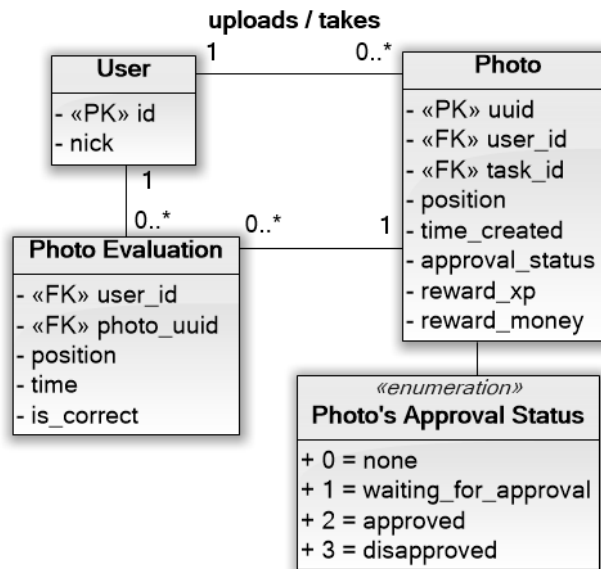 uploads / takes
1
0..*
User
- «PK» id
- nick
Photo
- «PK» uuid
- «FK» user_id
- «FK» task_id
- position
- time_created
- approval_status
- reward_xp
- reward_money
1
0..*
0..*
1
Photo Evaluation
- «FK» user_id
- «FK» photo_uuid
- position
- time
- is_correct
«enumeration»
Photo's Approval Status
+ 0 = none
+ 1 = waiting_for_approval
+ 2 = approved
+ 3 = disapproved